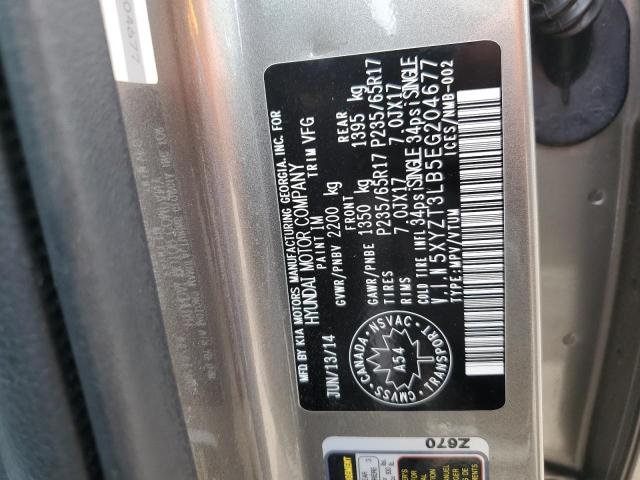 MFD. BY KIA MOTORS MANUFACTURING GEORGIA, INC. FOR
HYUNDAI MOTOR COMPANY
JUN/13/14 PAINT IM TRIM VFG
GVWR/PNBV 2200 kg
FRONT REAR
GAWR/PNBE 1350 kg 1395 kg
TIRES P235/65R17 P235/65R17
RIMS 7.0JX17 7.0JX17
COLD TIRE INF 34psi SINGLE 34psi SINGLE
V.I.N 5XYZT3LB5EG204677
TYPE:MPV/VTUM ICES/NMB-002
CMVSS·CANADA·NSVAC
A54
TRANSPORT
Z670
204677